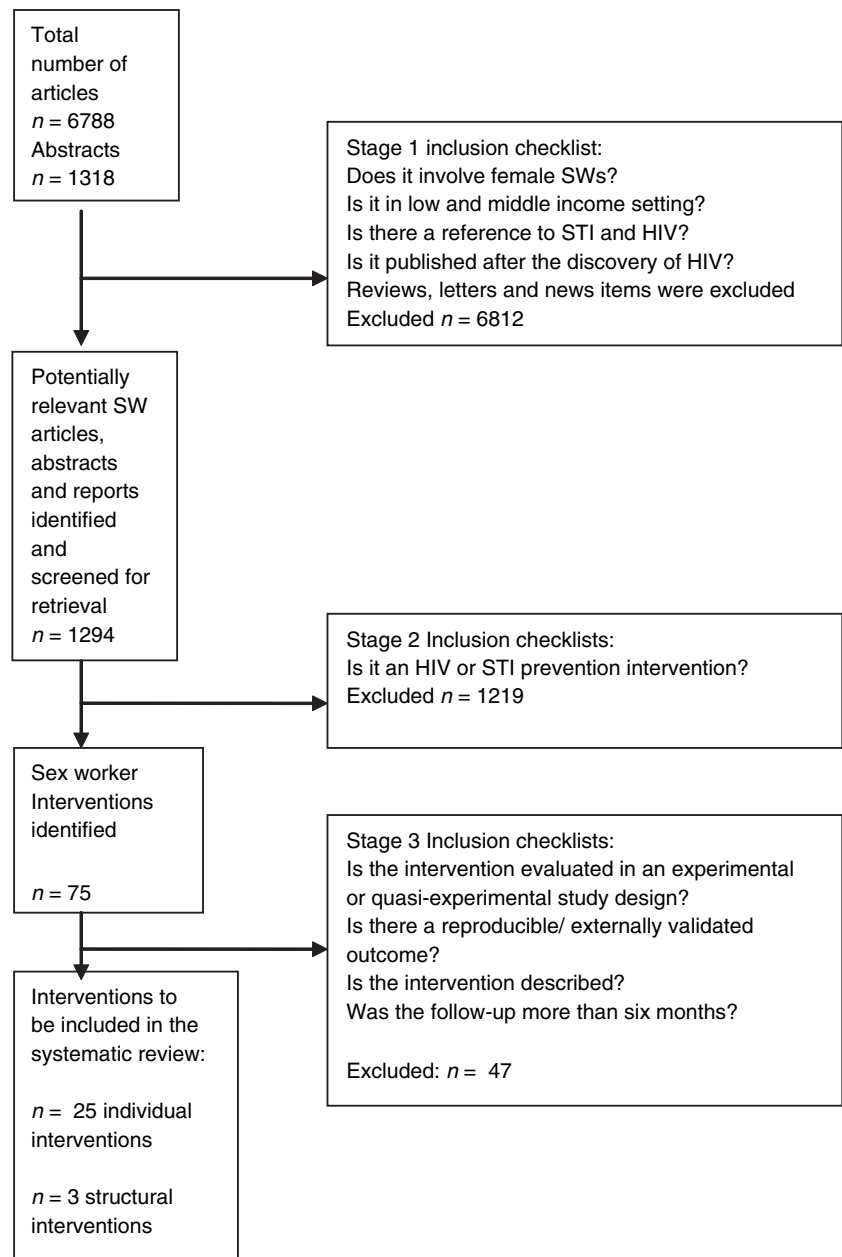 Total
number of
articles
n = 6788
Abstracts
n = 1318
Stage 1 inclusion checklist:
Does it involve female SWs?
Is it in low and middle income setting?
Is there a reference to STI and HIV?
Is it published after the discovery of HIV?
Reviews, letters and news items were excluded
Excluded n = 6812
Potentially
relevant SW
articles,
abstracts
and reports
identified
and
screened for
retrieval
n = 1294
Stage 2 Inclusion checklists:
Is it an HIV or STI prevention intervention?
Excluded n = 1219
Sex worker
Interventions
identified
n = 75
Stage 3 Inclusion checklists:
Is the intervention evaluated in an experimental
or quasi-experimental study design?
Is there a reproducible/ externally validated
outcome?
Is the intervention described?
Was the follow-up more than six months?
Excluded: n = 47
Interventions to
be included in the
systematic review:
n = 25 individual
interventions
n = 3 structural
interventions